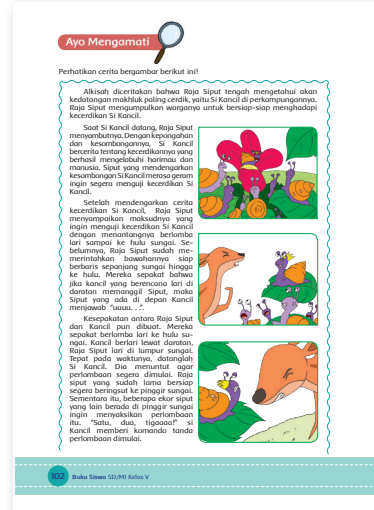 Ayo Mengamati
Perhatikan cerita bergambar berikut ini!
Alkisah diceritakan bahwa Raja Siput tengah mengetahui akan
kedatangan makhluk paling cerdik, yaitu Si Kancil di perkampungannya.
Raja Siput mengumpulkan warganya untuk bersiap-siap menghadapi
kecerdikan Si Kancil.
Saat Si Kancil datang, Raja Siput
menyambutnya. Dengan kepongahan
dan kesombongannya, Si Kancil
bercerita tentang kecerdikannya yang
berhasil mengelabuhi harimau dan
manusia. Siput yang mendengarkan
kesombongan Si Kancil merasa geram
ingin segera menguji kecerdikan Si
Kancil.
Setelah mendengarkan cerita
kecerdikan Si Kancil, Raja Siput
menyampaikan maksudnya yang
ingin menguji kecerdikan Si Kancil
dengan menantangnya berlomba
lari sampai ke hulu sungai. Se-
belumnya, Raja Siput sudah me-
merintahkan bawahannya siap
berbaris sepanjang sungai hingga
ke hulu. Mereka sepakat bahwa
jika kancil yang berencana lari di
daratan memanggil Siput, maka
Siput yang ada di depan Kancil
menjawab "uuuu. . .".
Kesepakatan antara Raja Siput
dan Kancil pun dibuat. Mereka
sepakat berlomba lari ke hulu su-
ngai. Kancil berlari lewat daratan,
Raja Siput lari di lumpur sungai.
Tepat pada waktunya, datanglah
Si Kancil. Dia menuntut agar
perlombaan segera dimulai. Raja
siput yang sudah lama bersiap
segera beringsut ke pinggir sungai.
Sementara itu, beberapa ekor siput
yang lain berada di pinggir sungai
ingin menyaksikan perlombaan
itu. "Satu, dua, tigaaaa!" si
Kancil memberi komando tanda
perlombaan dimulai.
102 Buku Siswa SD/MI Kelas V